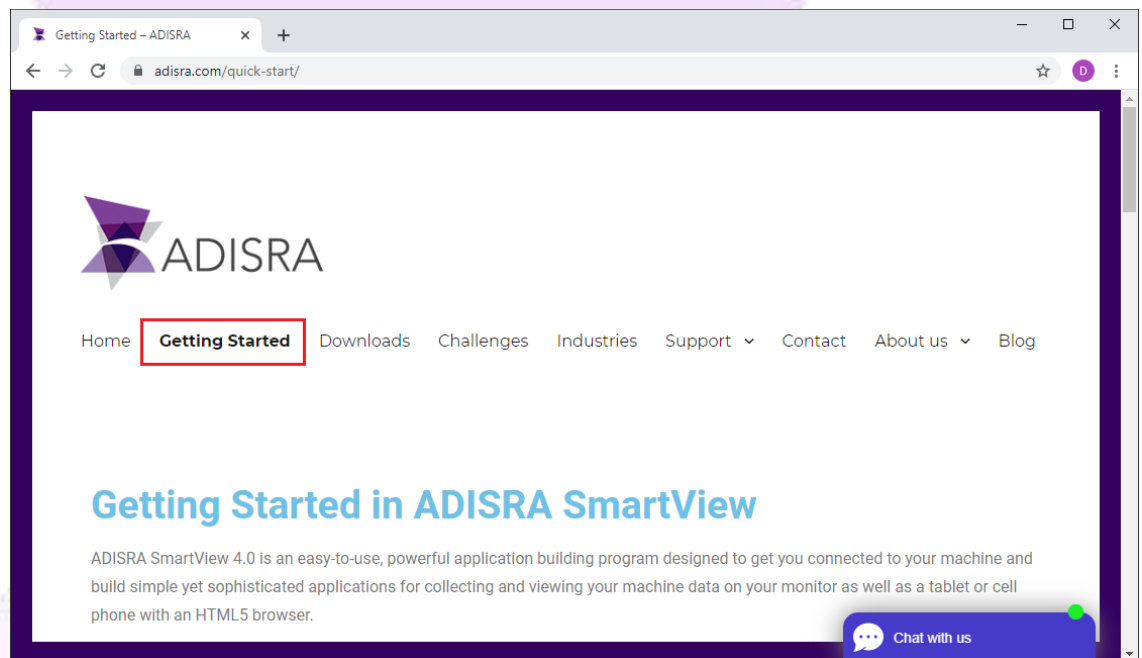 Getting Started – ADISRA
adisra.com/quick-start/
D
ADISRA
Home Getting Started Downloads Challenges Industries Support Contact About us Blog
Getting Started in ADISRA SmartView
ADISRA SmartView 4.0 is an easy-to-use, powerful application building program designed to get you connected to your machine and
build simple yet sophisticated applications for collecting and viewing your machine data on your monitor as well as a tablet or cell
phone with an HTML5 browser.
Chat with us